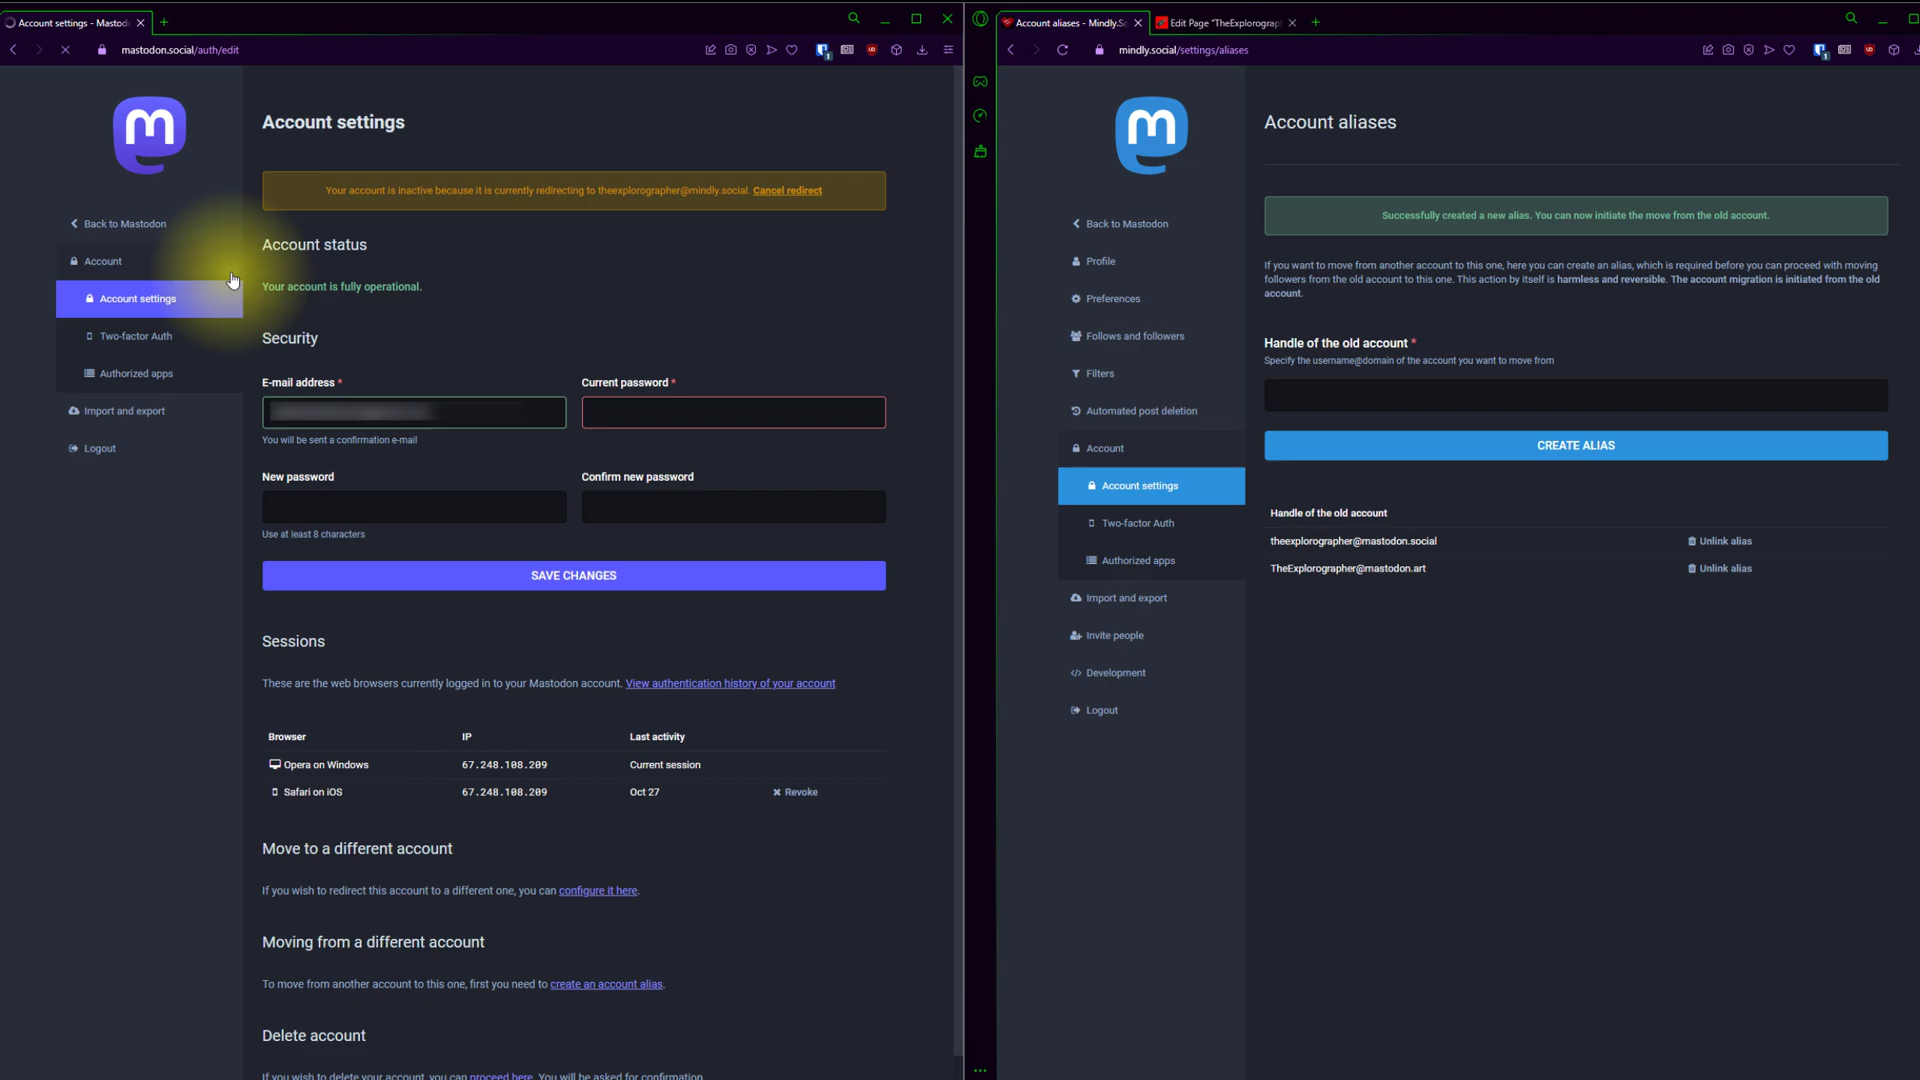 Account settings - Mastod
mastodon.social/auth/edit
Account settings
Your account is inactive because it is currently redirecting to theexplorographer@mindly.social. Cancel redirect
Back to Mastodon
Account
Account settings
Two-factor Auth
Authorized apps
Import and export
Logout
Account status
Your account is fully operational.
Security
E-mail address *
Current password *
You will be sent a confirmation e-mail
New password
Confirm new password
Use at least 8 characters
SAVE CHANGES
Sessions
These are the web browsers currently logged in to your Mastodon account. View authentication history of your account
Browser IP Last activity
Opera on Windows 67.248.108.209 Current session
Safari on iOS 67.248.108.209 Oct 27 Revoke
Move to a different account
If you wish to redirect this account to a different one, you can configure it here.
Moving from a different account
To move from another account to this one, first you need to create an account alias.
Delete account
If you wish to delete your account, you can proceed here. You will be asked for confirmation.
Account aliases - Mindly.S
Edit Page "TheExplorograp
mindly.social/settings/aliases
Account aliases
Successfully created a new alias. You can now initiate the move from the old account.
Back to Mastodon
Profile
Preferences
Follows and followers
Filters
Automated post deletion
Account
Account settings
Two-factor Auth
Authorized apps
Import and export
Invite people
Development
Logout
If you want to move from another account to this one, here you can create an alias, which is required before you can proceed with moving
followers from the old account to this one. This action by itself is harmless and reversible. The account migration is initiated from the old
account.
Handle of the old account *
Specify the username@domain of the account you want to move from
CREATE ALIAS
Handle of the old account
theexplorographer@mastodon.social Unlink alias
TheExplorographer@mastodon.art Unlink alias